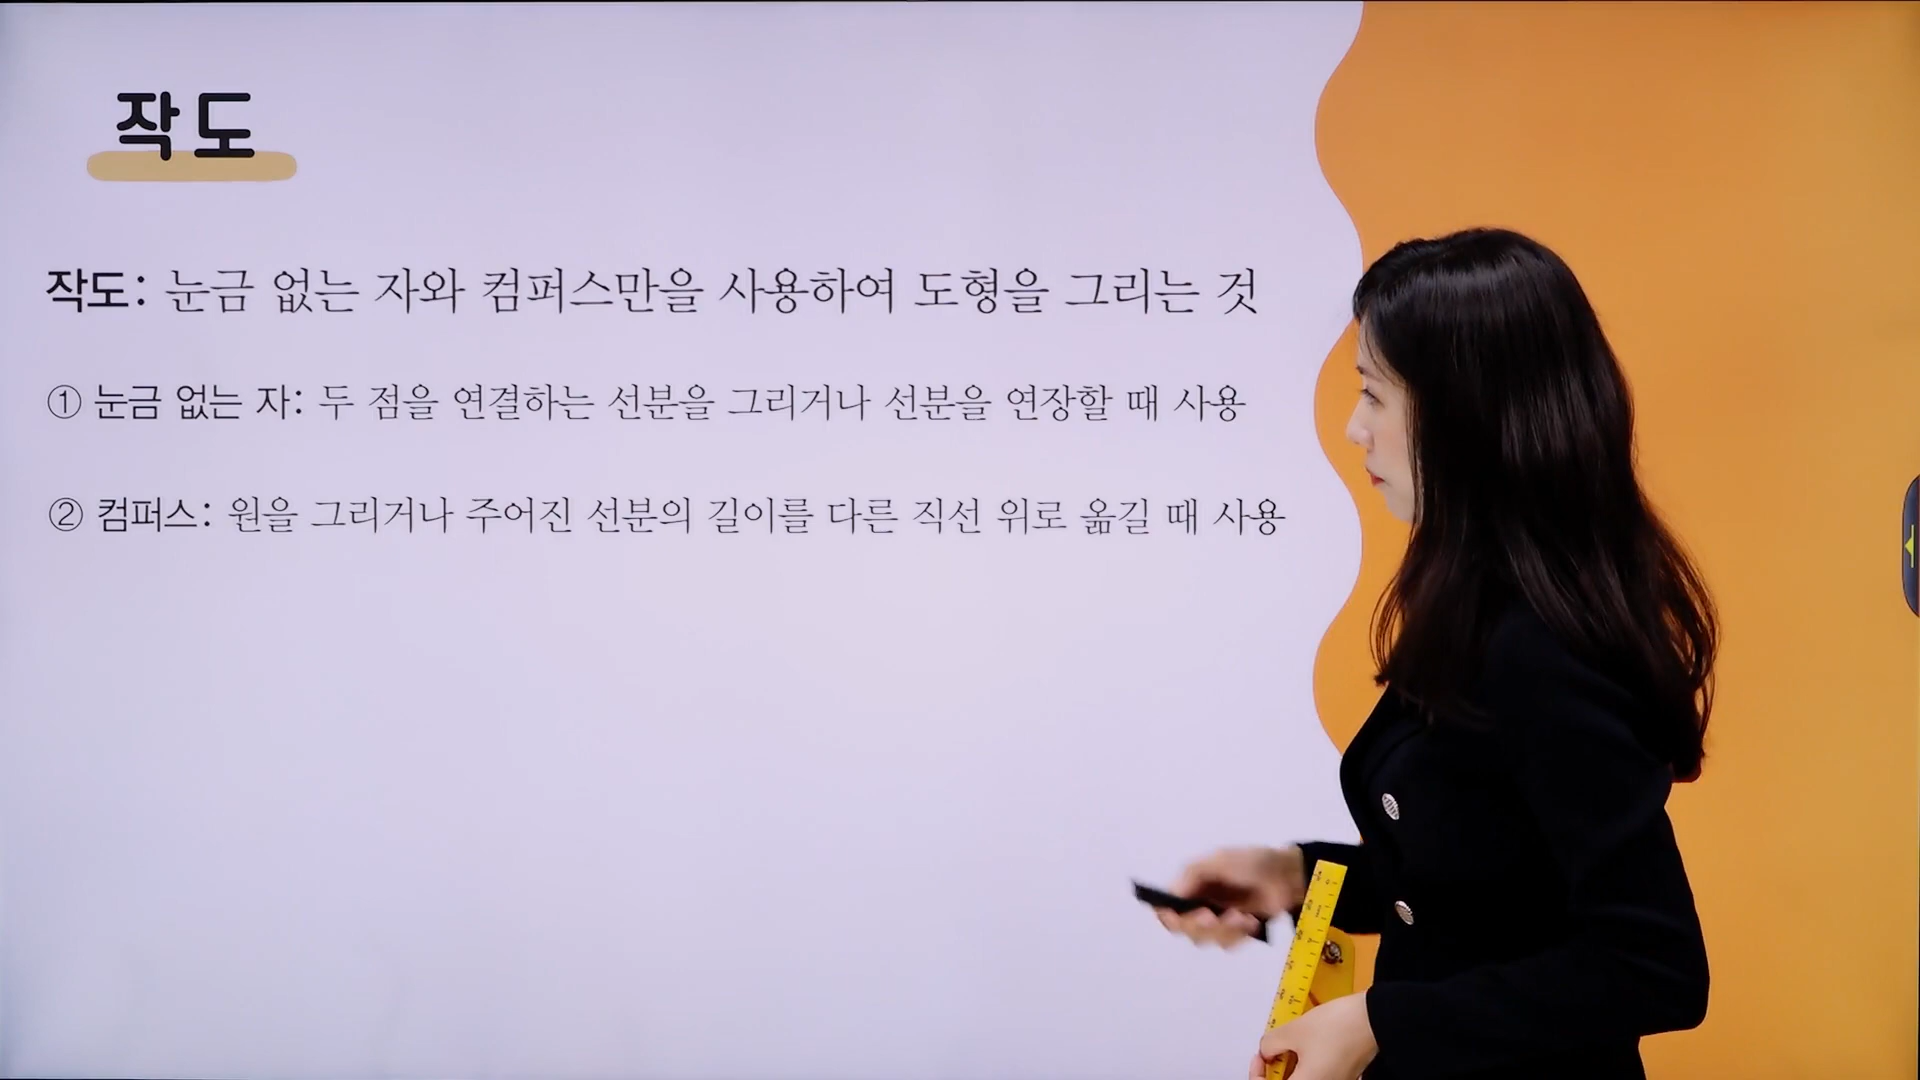 작도
작도: 눈금 없는 자와 컴퍼스만을 사용하여 도형을 그리는 것
① 눈금 없는 자: 두 점을 연결하는 선분을 그리거나 선분을 연장할 때 사용
② 컴퍼스: 원을 그리거나 주어진 선분의 길이를 다른 직선 위로 옮길 때 사용